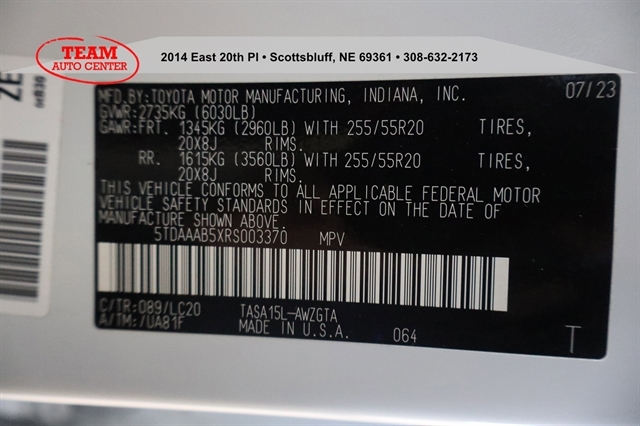 TEAM
AUTO CENTER
2014 East 20th Pl • Scottsbluff, NE 69361 • 308-632-2173
MFD.BY:TOYOTA MOTOR MANUFACTURING, INDIANA, INC. 07/23
GVWR:2735KG (6030LB)
GAWR:FRT. 1345KG (2960LB) WITH 255/55R20 TIRES,
20X8J RIMS.
RR. 1615KG (3560LB) WITH 255/55R20 TIRES,
20X8J RIMS.
THIS VEHICLE CONFORMS TO ALL APPLICABLE FEDERAL MOTOR
VEHICLE SAFETY STANDARDS IN EFFECT ON THE DATE OF
MANUFACTURE SHOWN ABOVE.
5TDAAAB5XRS003370 MPV
C/TR:089/LC20 TASA15L-AWZGTA
A/TM:/UA81F MADE IN U.S.A. 064
T
ZE